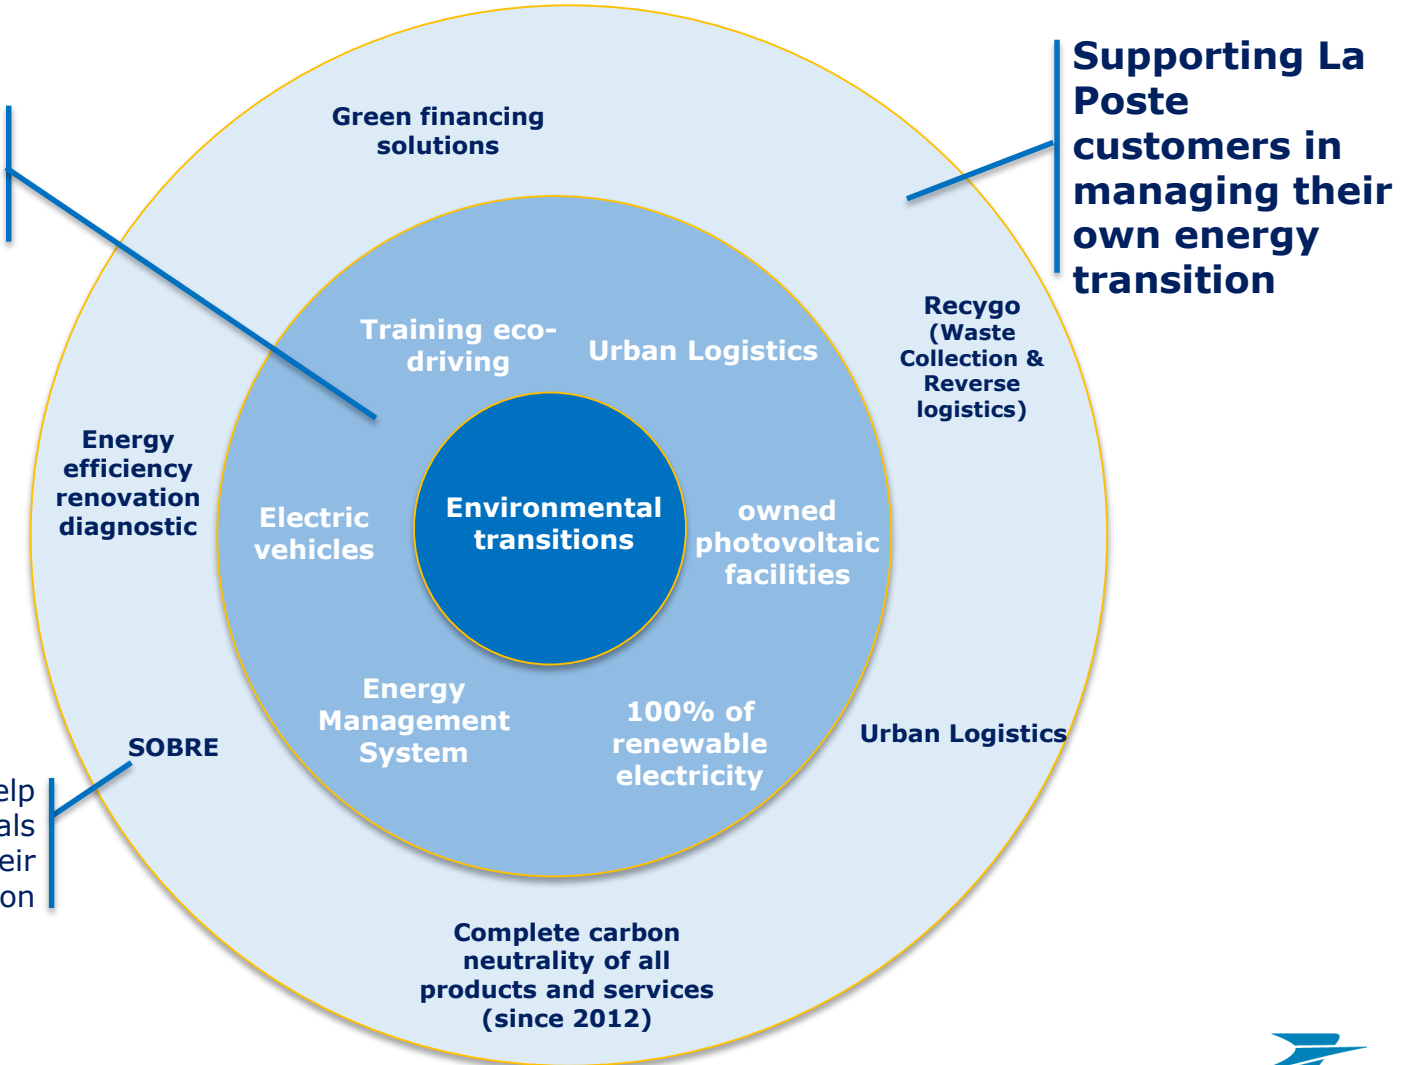 Supporting La
Poste
customers in
managing their
own energy
transition
Green financing
solutions
Recygo
(Waste
Collection &
Reverse
logistics)
Training eco-
driving
Urban Logistics
Energy
efficiency
renovation
diagnostic
Electric
vehicles
Environmental
transitions
owned
photovoltaic
facilities
Energy
Management
System
100% of
renewable
electricity
SOBRE
Urban Logistics
Complete carbon
neutrality of all
products and services
(since 2012)